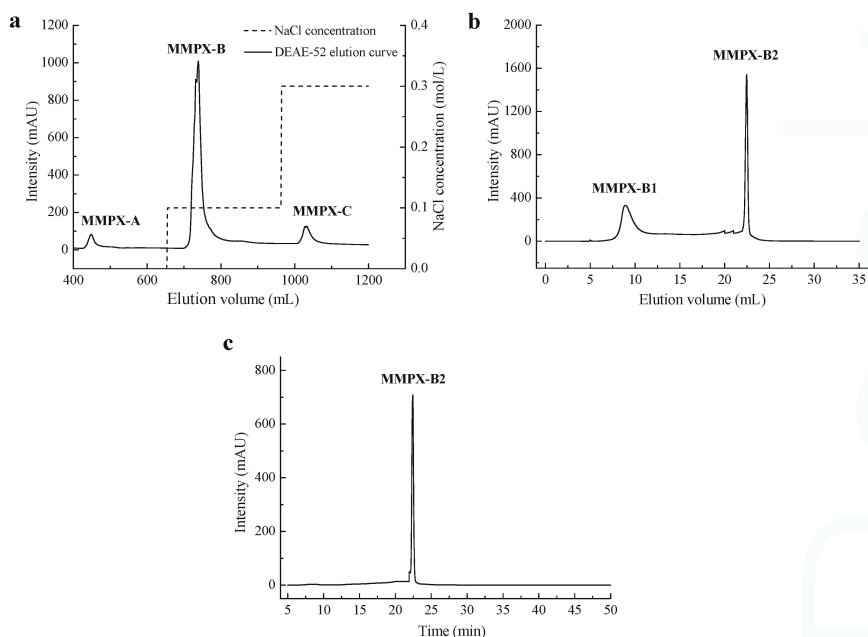 a
MMPX-B
NaCl concentration
DEAE-52 elution curve
MMPX-A
MMPX-C
1200
1000
800
600
400
200
0
Intensity (mAU)
0.4
0.3
0.2
0.1
0.0
NaCl concentration (mol/L)
400 600 800 1000 1200
Elution volume (mL)
b
MMPX-B2
MMPX-B1
2000
1600
1200
800
400
0
Intensity (mAU)
0 5 10 15 20 25 30 35
Elution volume (mL)
c
MMPX-B2
800
600
400
200
0
Intensity (mAU)
5 10 15 20 25 30 35 40 45 50
Time (min)